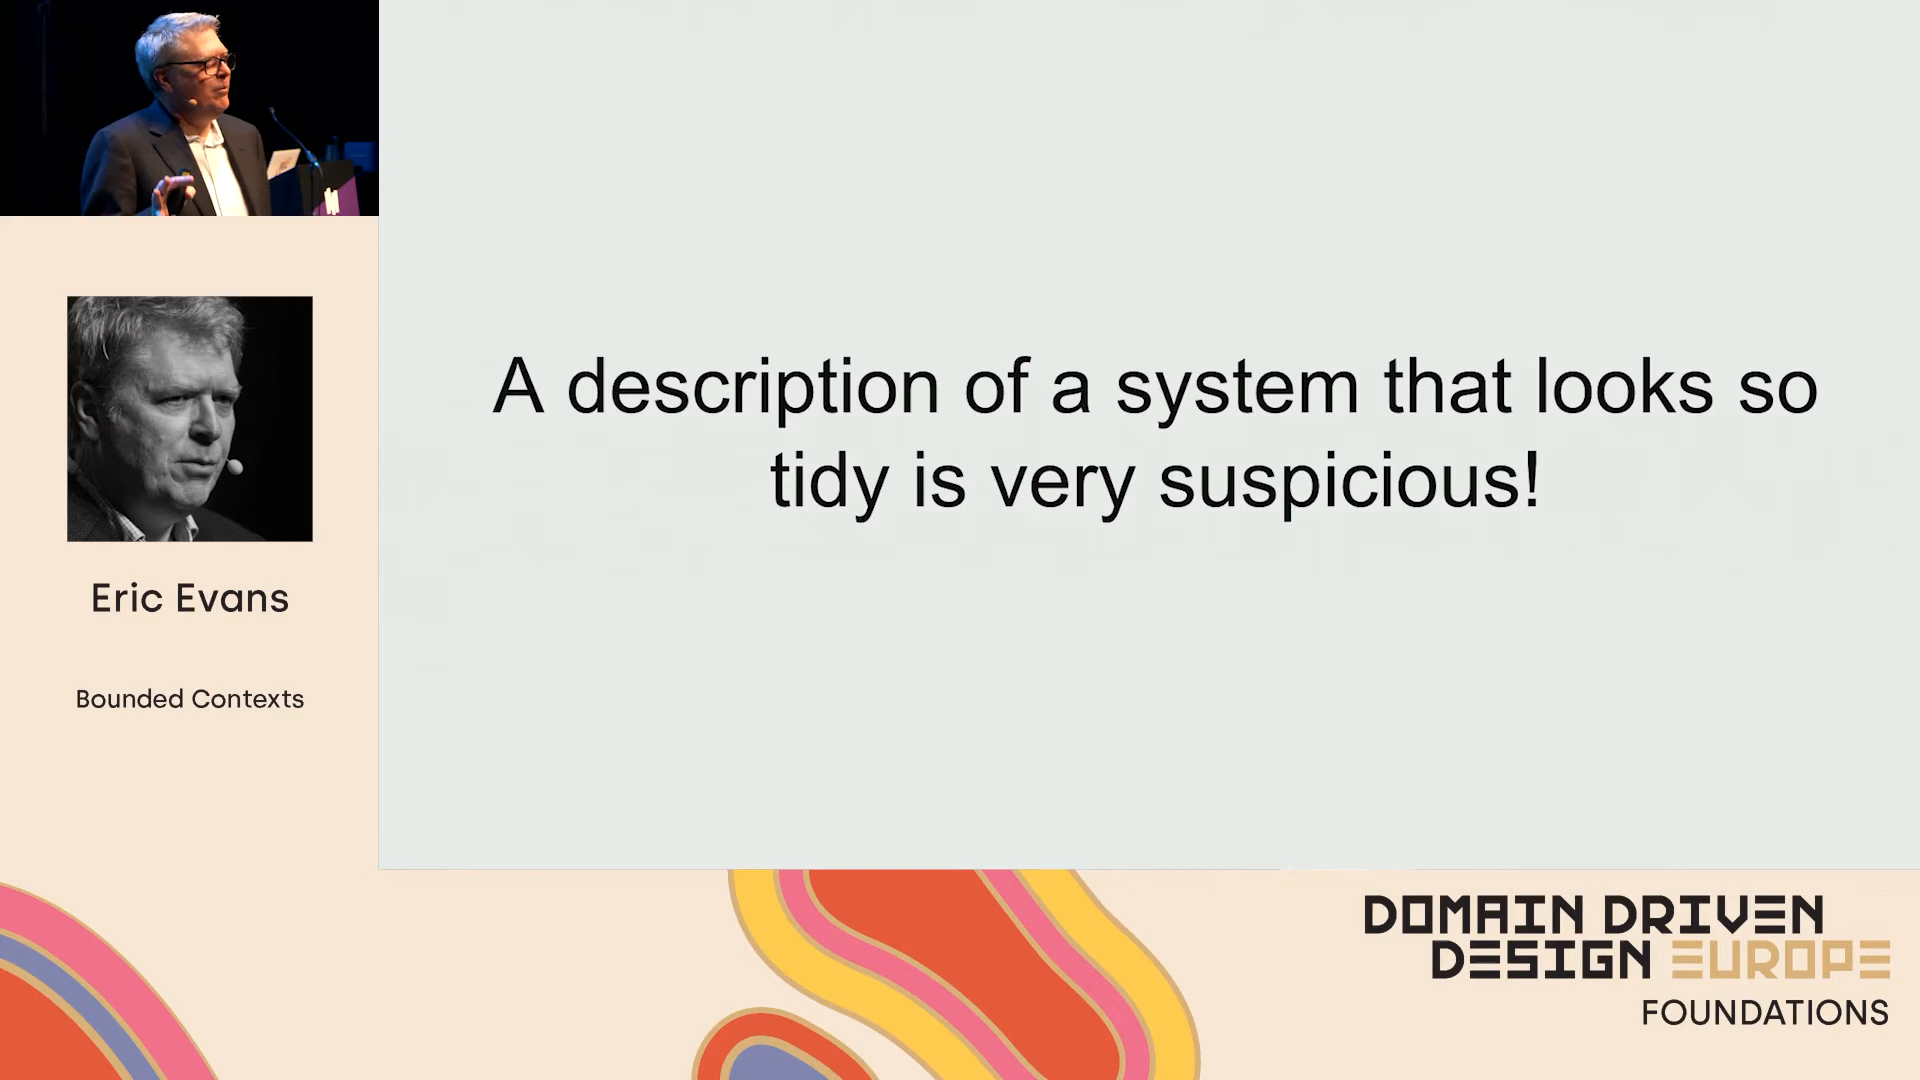 A description of a system that looks so
tidy is very suspicious!
Eric Evans
Bounded Contexts
DOMAIN DRIVEN
DESIGN EUROPE
FOUNDATIONS